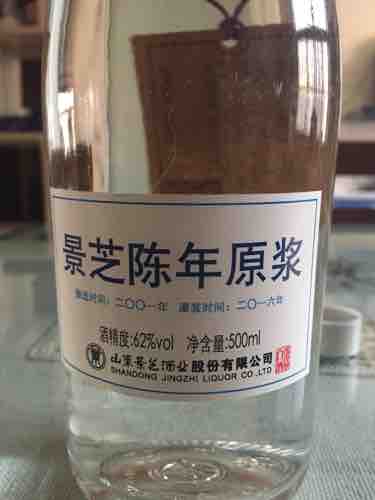 景芝陈年原浆
酿造时间：二〇〇一年 灌装时间：二〇一六年
酒精度:62%vol 净含量:500ml
山东景芝酒业股份有限公司
SHANDONG JINGZHI LIQUOR CO.,LTD